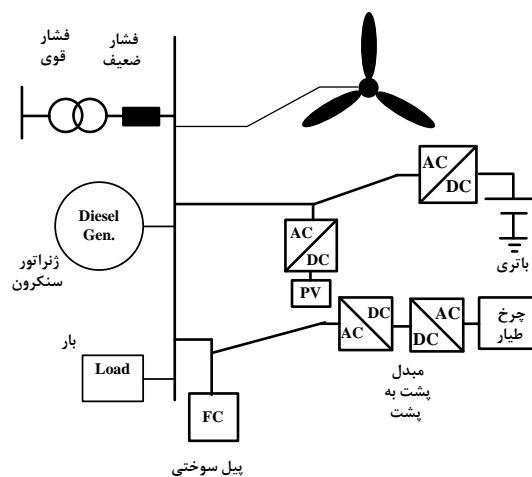 فشار
قوی
فشار
ضعیف
AC
DC
باتری
Diesel
Gen.
ژنراتور
سنکرون
AC
DC
PV
DC
AC
AC
DC
چرخ
طیار
مبدل
پشت به
پشت
بار
Load
FC
پیل سوختی